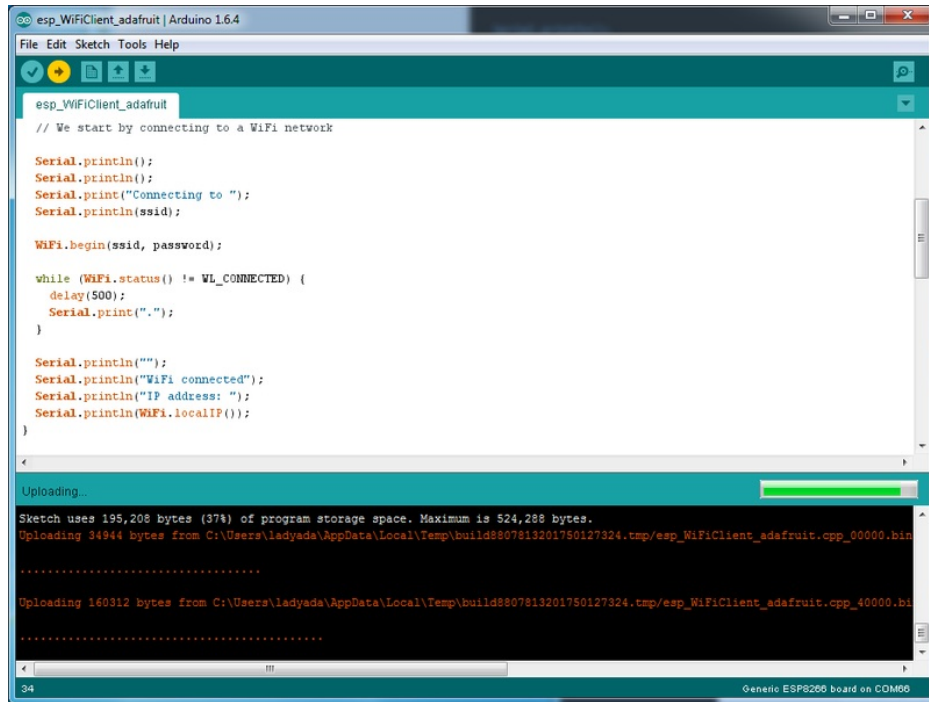 esp_WiFiClient_adafruit | Arduino 1.6.4
File Edit Sketch Tools Help
esp_WiFiClient_adafruit
// We start by connecting to a WiFi network
Serial.println();
Serial.println();
Serial.print("Connecting to ");
Serial.println(ssid);
WiFi.begin(ssid, password);
while (WiFi.status() != WL_CONNECTED) {
delay(500);
Serial.print(".");
}
Serial.println("");
Serial.println("WiFi connected");
Serial.println("IP address: ");
Serial.println(WiFi.localIP());
}
Uploading...
Sketch uses 195,208 bytes (37%) of program storage space. Maximum is 524,288 bytes.
Uploading 34944 bytes from C:\Users\ladyada\AppData\Local\Temp\build8807813201750127324.tmp/esp_WiFiClient_adafruit.cpp_00000.bin
...................................
Uploading 160312 bytes from C:\Users\ladyada\AppData\Local\Temp\build8807813201750127324.tmp/esp_WiFiClient_adafruit.cpp_40000.bi
............................................
34 Generic ESP8266 board on COM66